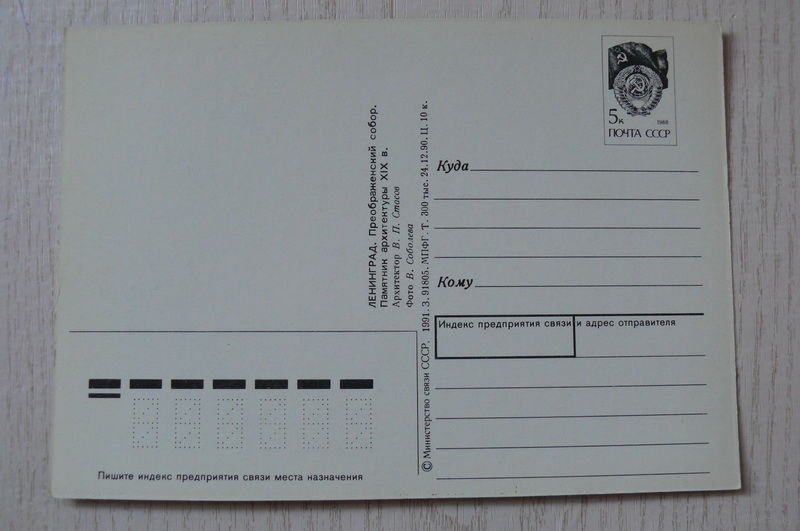 5к
1988
ПОЧТА СССР
Куда
Кому
Индекс предприятия связи и адрес отправителя
ЛЕНИНГРАД. Преображенский собор.
Памятник архитектуры XIX в.
Архитектор В. П. Стасов
Фото В. Соболева
© Министерство связи СССР. 1991. З. 91805. МПФГ. Т. 300 тыс. 24.12.90. Ц. 10 к.
Пишите индекс предприятия связи места назначения